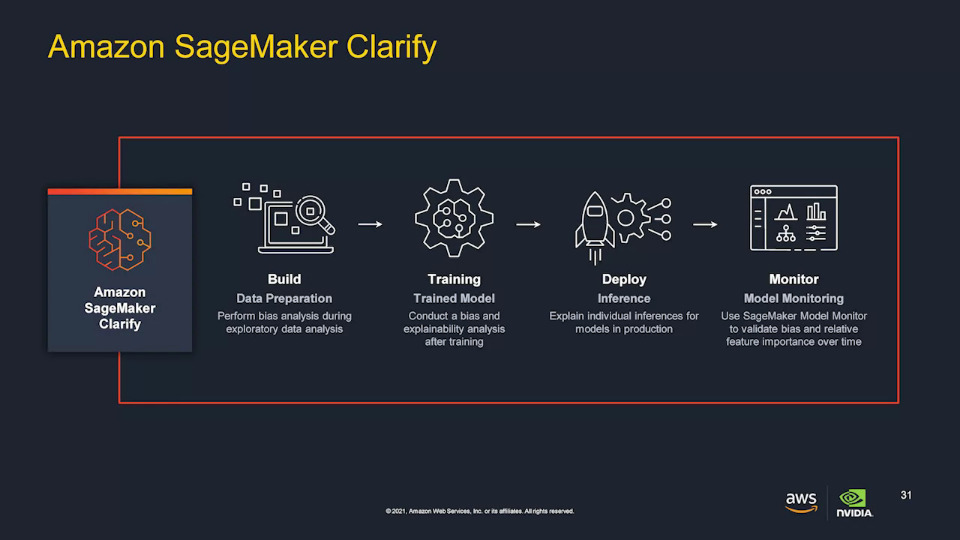 Amazon SageMaker Clarify
Amazon
SageMaker
Clarify
Build
Data Preparation
Perform bias analysis during
exploratory data analysis
Training
Trained Model
Conduct a bias and
explainability analysis
after training
Deploy
Inference
Explain individual inferences for
models in production
Monitor
Model Monitoring
Use SageMaker Model Monitor
to validate bias and relative
feature importance over time
© 2021, Amazon Web Services, Inc. or its affiliates. All rights reserved.
aws
NVIDIA.
31